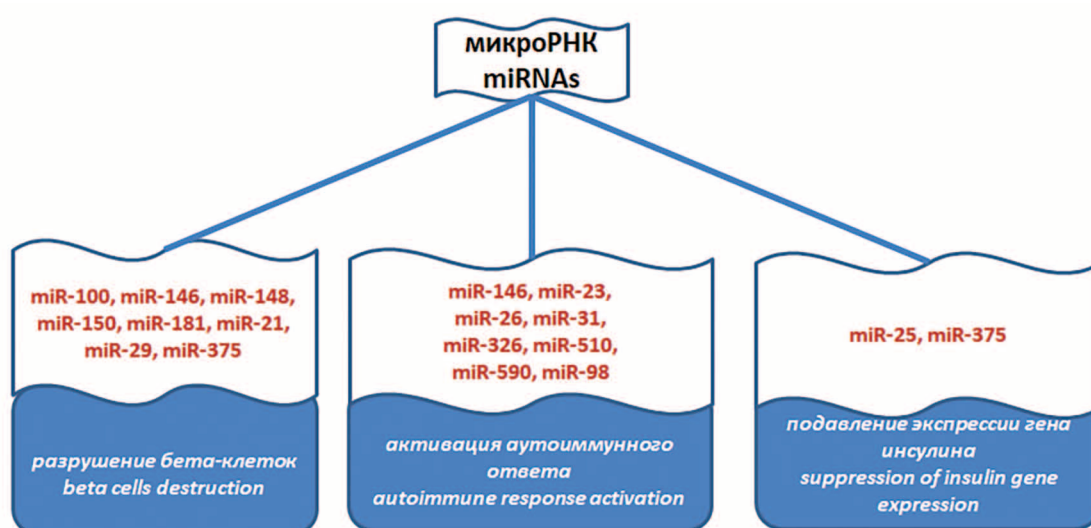 микроРНК
miRNAs
miR-100, miR-146, miR-148,
miR-150, miR-181, miR-21,
miR-29, miR-375
разрушение бета-клеток
beta cells destruction
miR-146, miR-23,
miR-26, miR-31,
miR-326, miR-510,
miR-590, miR-98
активация аутоиммунного
ответа
autoimmune response activation
miR-25, miR-375
подавление экспрессии гена
инсулина
suppression of insulin gene
expression